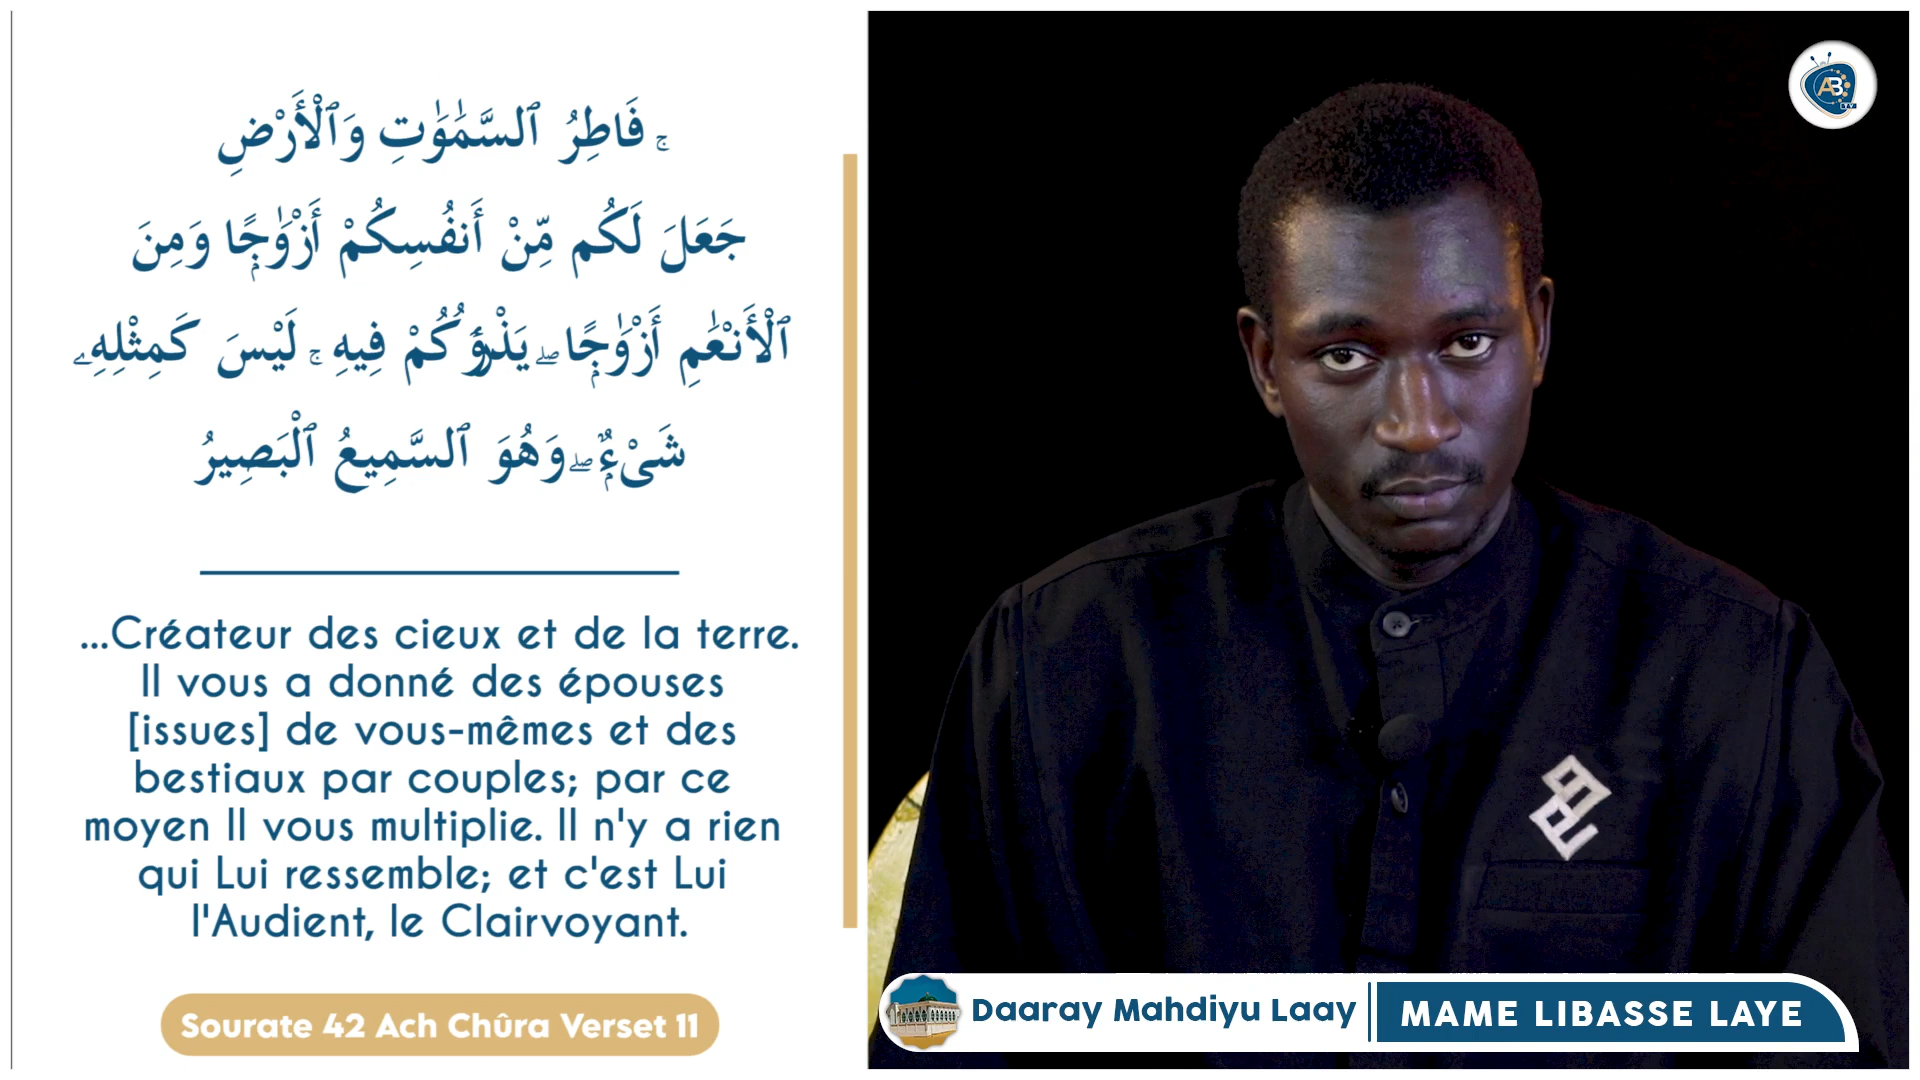 ۚ فَاطِرُ ٱلسَّمَٰوَٰتِ وَٱلْأَرْضِ
جَعَلَ لَكُم مِّنْ أَنفُسِكُمْ أَزْوَٰجًۭا وَمِنَ
ٱلْأَنْعَٰمِ أَزْوَٰجًۭا ۖ يَذْرَؤُكُمْ فِيهِ ۚ لَيْسَ كَمِثْلِهِۦ
شَىْءٌۭ ۖ وَهُوَ ٱلسَّمِيعُ ٱلْبَصِيرُ
...Créateur des cieux et de la terre.
Il vous a donné des épouses
[issues] de vous-mêmes et des
bestiaux par couples; par ce
moyen Il vous multiplie. Il n'y a rien
qui Lui ressemble; et c'est Lui
l'Audient, le Clairvoyant.
Sourate 42 Ach Chûra Verset 11
AB
Daaray Mahdiyu Laay
MAME LIBASSE LAYE